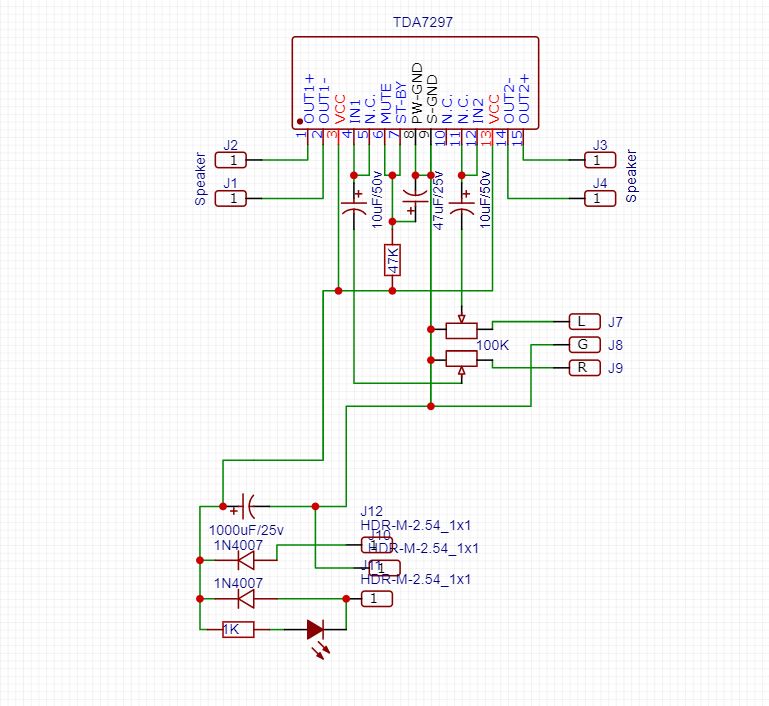 TDA7297
OUT1+
OUT1-
VCC
IN1
N.C.
MUTE
ST-BY
PW-GND
S-GND
N.C.
N.C.
IN2
VCC
OUT2-
OUT2+
1 2 3 4 5 6 7 8 9 10 11 12 13 14 15
Speaker
J2
1
J1
1
J3
1
J4
1
Speaker
+
10uF/50v
+
47uF/25v
+
10uF/50v
47K
L J7
100K
G J8
R J9
+
1000uF/25v
J12
HDR-M-2.54_1x1
1
J10
HDR-M-2.54_1x1
1
J11
HDR-M-2.54_1x1
1
1N4007
1N4007
1K